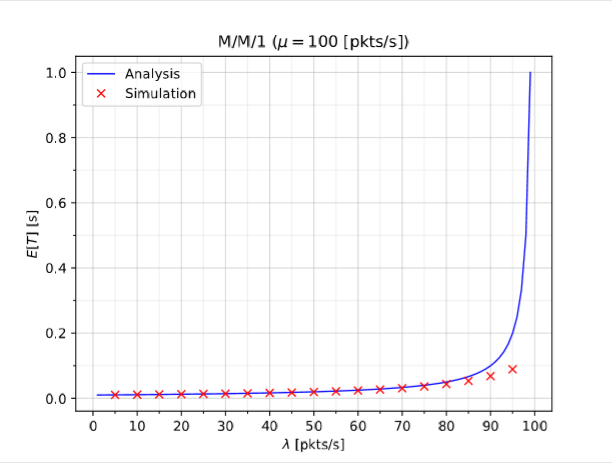 M/M/1 (μ = 100 [pkts/s])
Analysis
Simulation
1.0
0.8
0.6
0.4
0.2
0.0
E[T] [s]
0 10 20 30 40 50 60 70 80 90 100
λ [pkts/s]